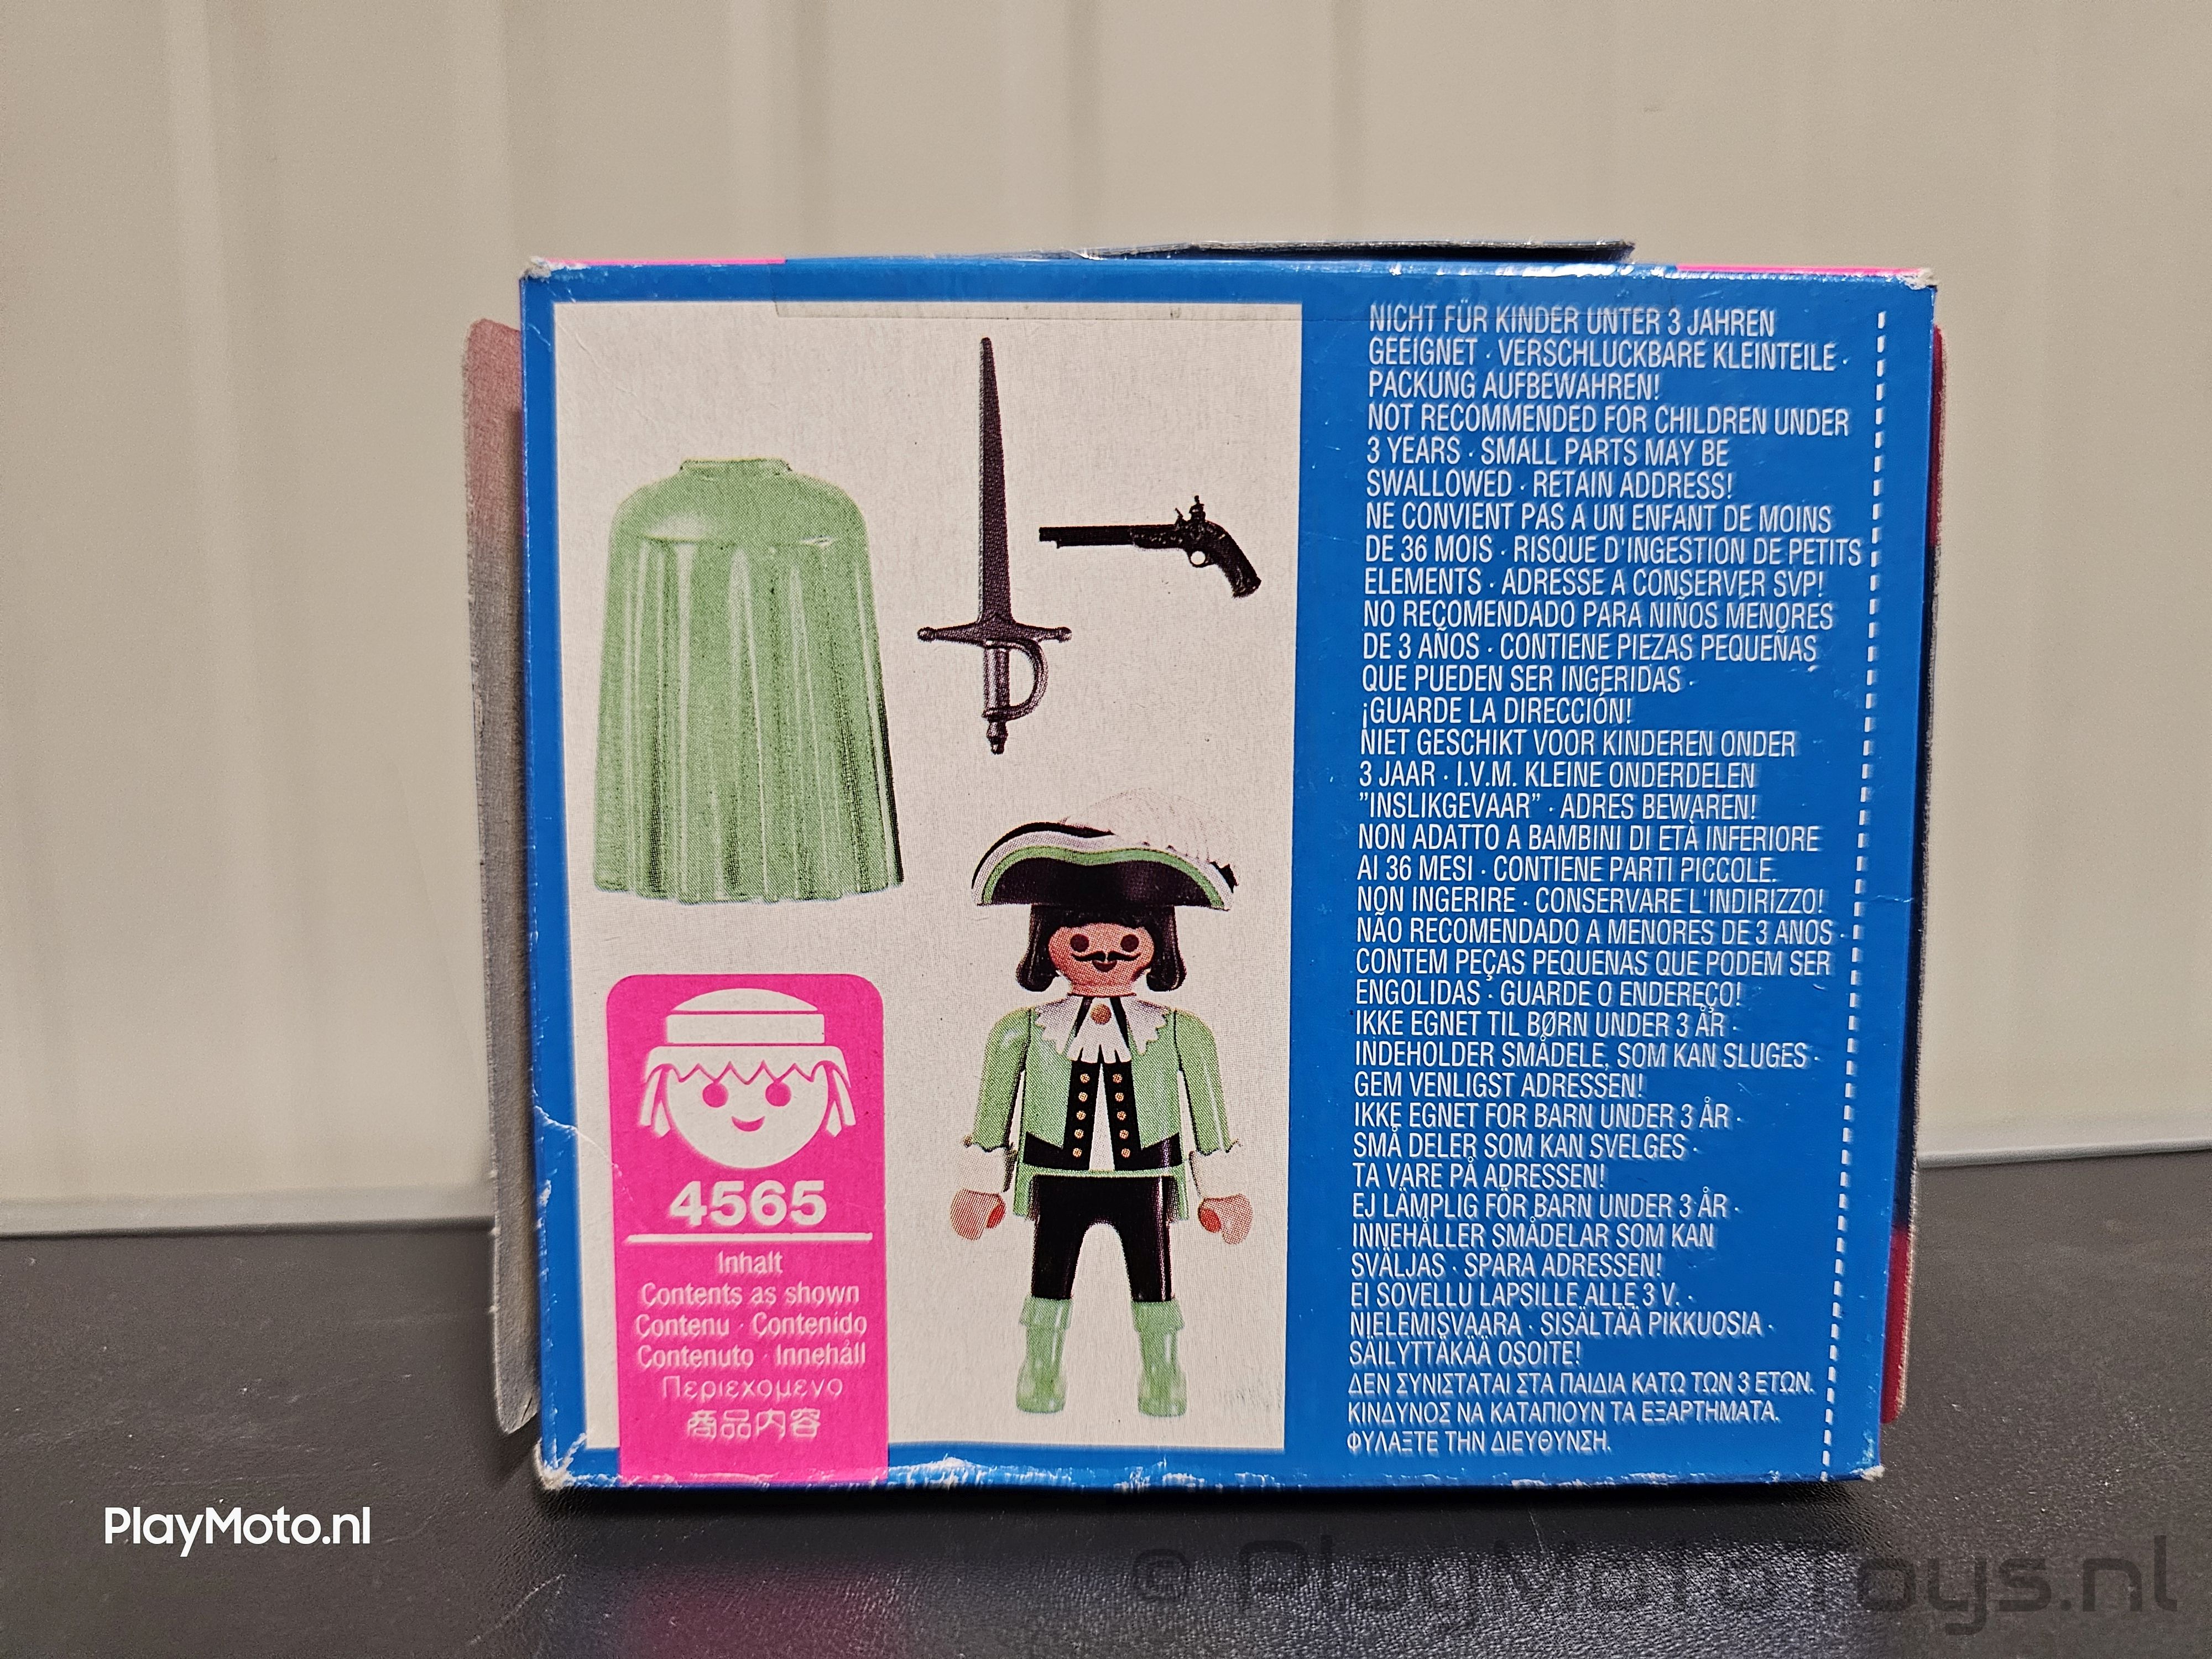 4565
Inhalt
Contents as shown
Contenu · Contenido
Contenuto · Innehåll
Περιεχομενο
商品内容
NICHT FÜR KINDER UNTER 3 JAHREN
GEEIGNET · VERSCHLUCKBARE KLEINTEILE ·
PACKUNG AUFBEWAHREN!
NOT RECOMMENDED FOR CHILDREN UNDER
3 YEARS · SMALL PARTS MAY BE
SWALLOWED · RETAIN ADDRESS!
NE CONVIENT PAS A UN ENFANT DE MOINS
DE 36 MOIS · RISQUE D'INGESTION DE PETITS
ELEMENTS · ADRESSE A CONSERVER SVP!
NO RECOMENDADO PARA NIÑOS MENORES
DE 3 AÑOS · CONTIENE PIEZAS PEQUEÑAS
QUE PUEDEN SER INGERIDAS ·
¡GUARDE LA DIRECCIÓN!
NIET GESCHIKT VOOR KINDEREN ONDER
3 JAAR · I.V.M. KLEINE ONDERDELEN
"INSLIKGEVAAR" · ADRES BEWAREN!
NON ADATTO A BAMBINI DI ETÀ INFERIORE
AI 36 MESI · CONTIENE PARTI PICCOLE.
NON INGERIRE · CONSERVARE L'INDIRIZZO!
NÃO RECOMENDADO A MENORES DE 3 ANOS ·
CONTEM PEÇAS PEQUENAS QUE PODEM SER
ENGOLIDAS · GUARDE O ENDEREÇO!
IKKE EGNET TIL BØRN UNDER 3 ÅR ·
INDEHOLDER SMÅDELE, SOM KAN SLUGES ·
GEM VENLIGST ADRESSEN!
IKKE EGNET FOR BARN UNDER 3 ÅR ·
SMÅ DELER SOM KAN SVELGES ·
TA VARE PÅ ADRESSEN!
EJ LÄMPLIG FÖR BARN UNDER 3 ÅR ·
INNEHÅLLER SMÅDELAR SOM KAN
SVÄLJAS · SPARA ADRESSEN!
EI SOVELLU LAPSILLE ALLE 3 V. ·
NIELEMISVAARA · SISÄLTÄÄ PIKKUOSIA ·
SÄILYTTÄKÄÄ OSOITE!
ΔΕΝ ΣΥΝΙΣΤΑΤΑΙ ΣΤΑ ΠΑΙΔΙΑ ΚΑΤΩ ΤΩΝ 3 ΕΤΩΝ.
ΚΙΝΔΥΝΟΣ ΝΑ ΚΑΤΑΠΙΟΥΝ ΤΑ ΕΞΑΡΤΗΜΑΤΑ.
ΦΥΛΑΞΤΕ ΤΗΝ ΔΙΕΥΘΥΝΣΗ.
PlayMoto.nl
© PlayMotoToys.nl